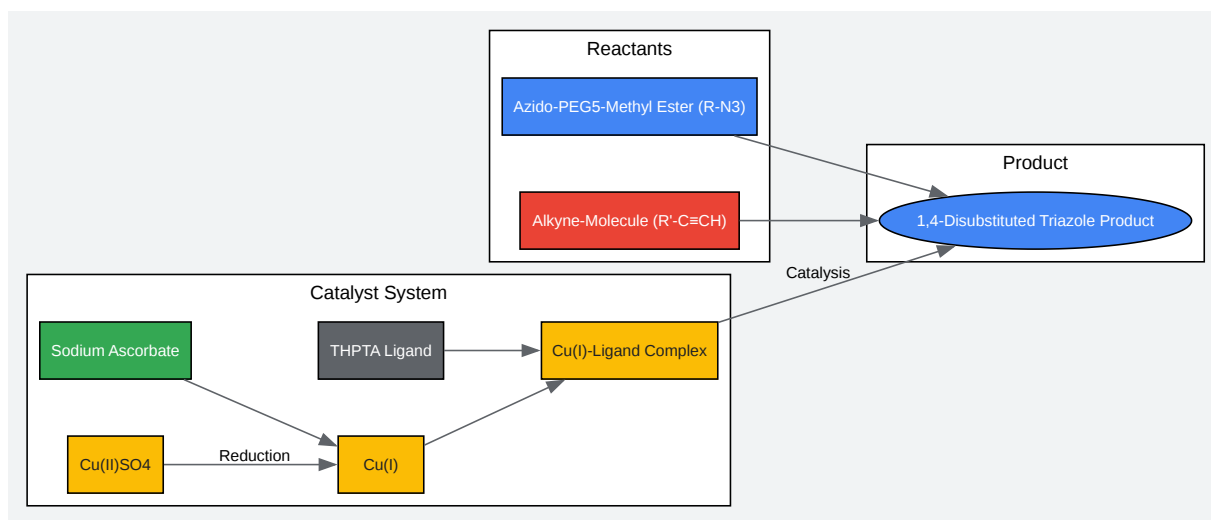 Reactants
Azido-PEG5-Methyl Ester (R-N3)
Alkyne-Molecule (R'-C≡CH)
Product
1,4-Disubstituted Triazole Product
Catalysis
Catalyst System
Sodium Ascorbate
THPTA Ligand
Cu(I)-Ligand Complex
Cu(II)SO4
Reduction
Cu(I)